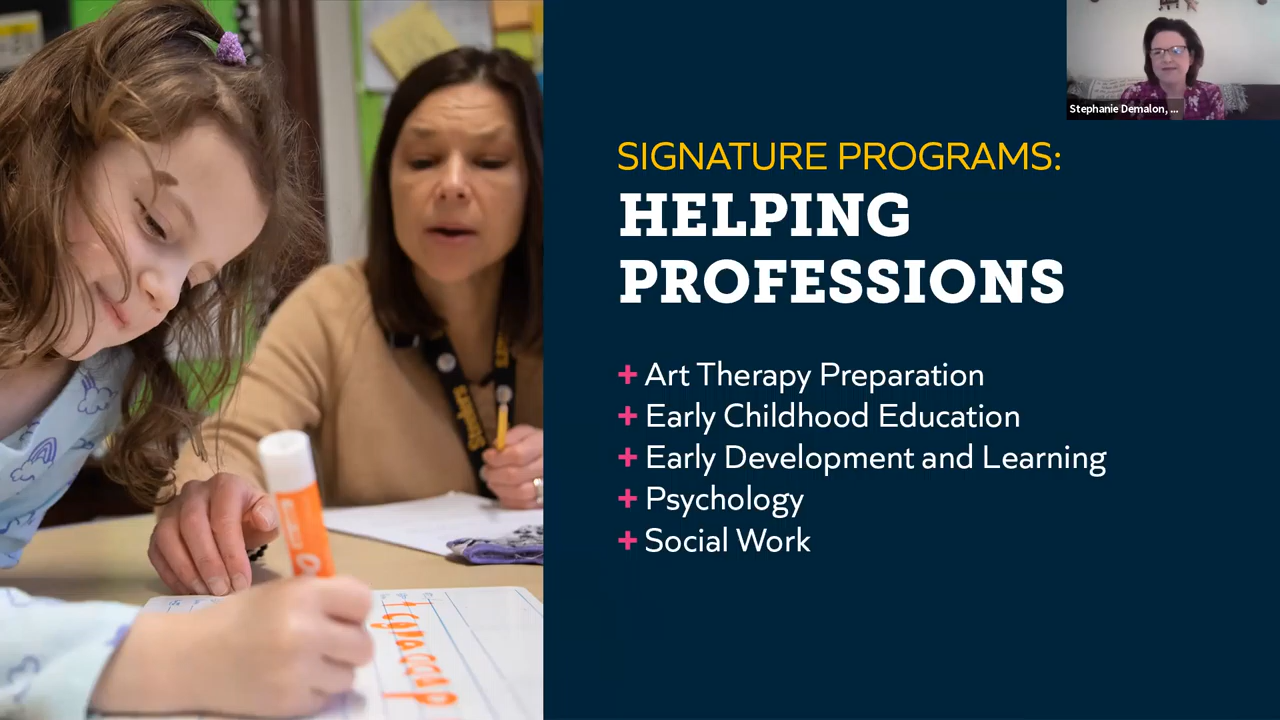 Stephanie Demalon, ...
SIGNATURE PROGRAMS:
HELPING
PROFESSIONS
+ Art Therapy Preparation
+ Early Childhood Education
+ Early Development and Learning
+ Psychology
+ Social Work